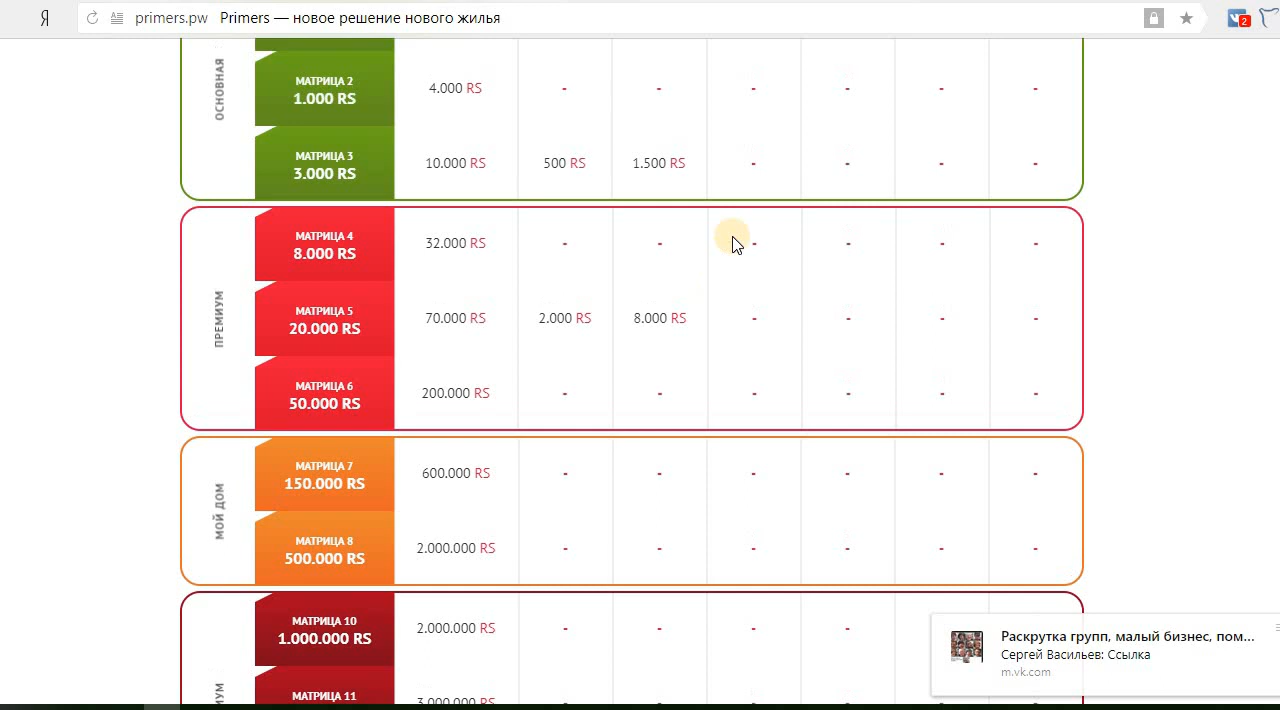 Я primers.pw Primers — новое решение нового жилья 2
ОСНОВНАЯ
МАТРИЦА 2
1.000 RS
4.000 RS - - - - - -
МАТРИЦА 3
3.000 RS
10.000 RS 500 RS 1.500 RS - - - -
ПРЕМИУМ
МАТРИЦА 4
8.000 RS
32.000 RS - - - - - -
МАТРИЦА 5
20.000 RS
70.000 RS 2.000 RS 8.000 RS - - - -
МАТРИЦА 6
50.000 RS
200.000 RS - - - - - -
МОЙ ДОМ
МАТРИЦА 7
150.000 RS
600.000 RS - - - - - -
МАТРИЦА 8
500.000 RS
2.000.000 RS - - - - - -
МАТРИЦА 10
1.000.000 RS
2.000.000 RS - - - -
МАТРИЦА 11
3.000.000 RS
Раскрутка групп, малый бизнес, пом...
Сергей Васильев: Ссылка
m.vk.com